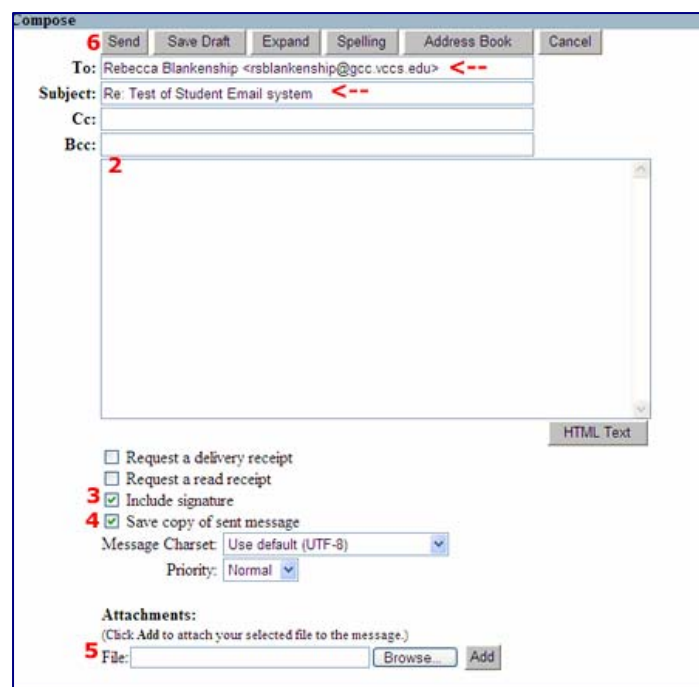 Compose
6 Send Save Draft Expand Spelling Address Book Cancel
To: Rebecca Blankenship <rsblankenship@gcc.vccs.edu> <--
Subject: Re: Test of Student Email system <--
Cc:
Bcc:
2
HTML Text
Request a delivery receipt
Request a read receipt
3 Include signature
4 Save copy of sent message
Message Charset: Use default (UTF-8)
Priority: Normal
Attachments:
(Click Add to attach your selected file to the message.)
5 File: Browse... Add